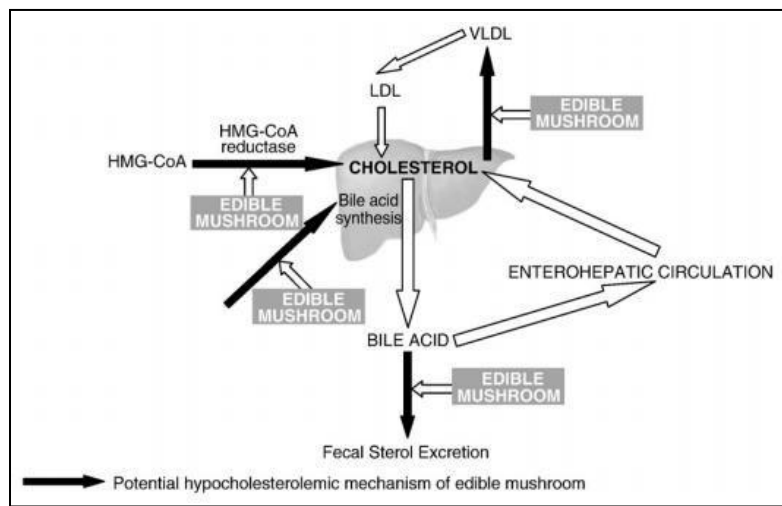 VLDL
LDL
EDIBLE
MUSHROOM
HMG-CoA
reductase
HMG-CoA
CHOLESTEROL
EDIBLE
MUSHROOM
Bile acid
synthesis
ENTEROHEPATIC CIRCULATION
EDIBLE
MUSHROOM
BILE ACID
EDIBLE
MUSHROOM
Fecal Sterol Excretion
Potential hypocholesterolemic mechanism of edible mushroom